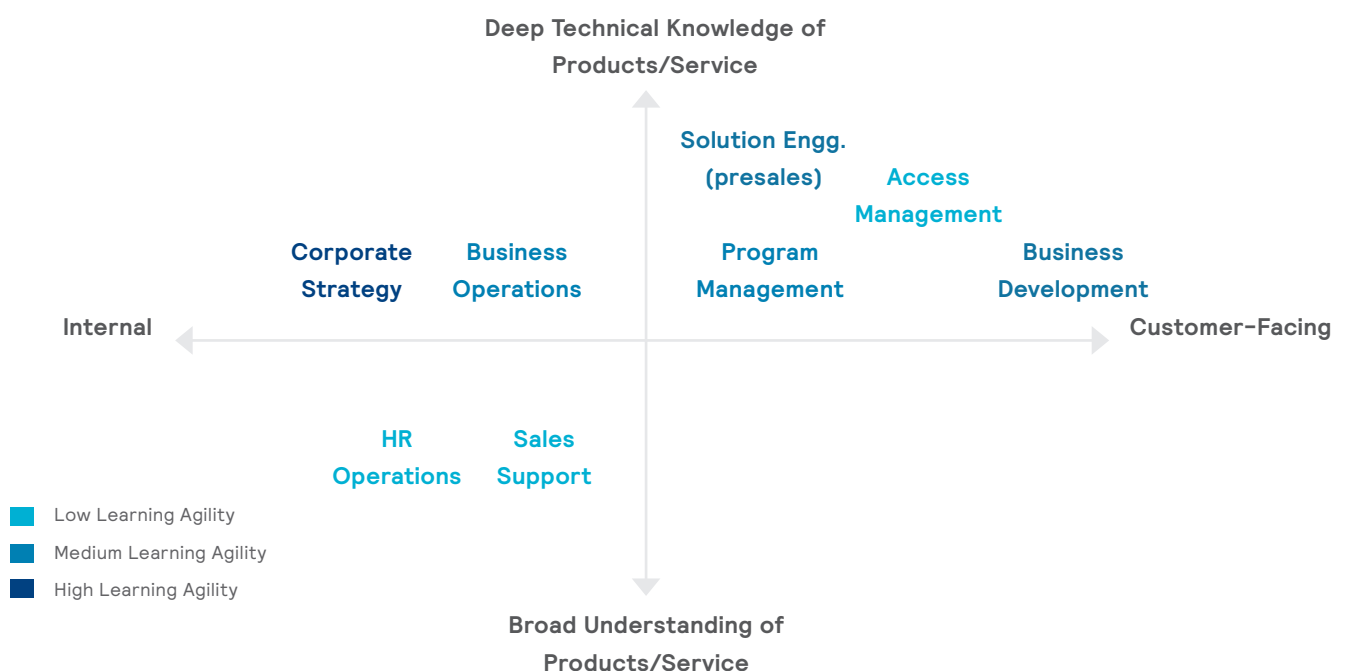 Deep Technical Knowledge of
Products/Service
Solution Engg.
(presales)
Access
Management
Corporate
Strategy
Business
Operations
Program
Management
Business
Development
Internal
Customer-Facing
HR
Operations
Sales
Support
Low Learning Agility
Medium Learning Agility
High Learning Agility
Broad Understanding of
Products/Service